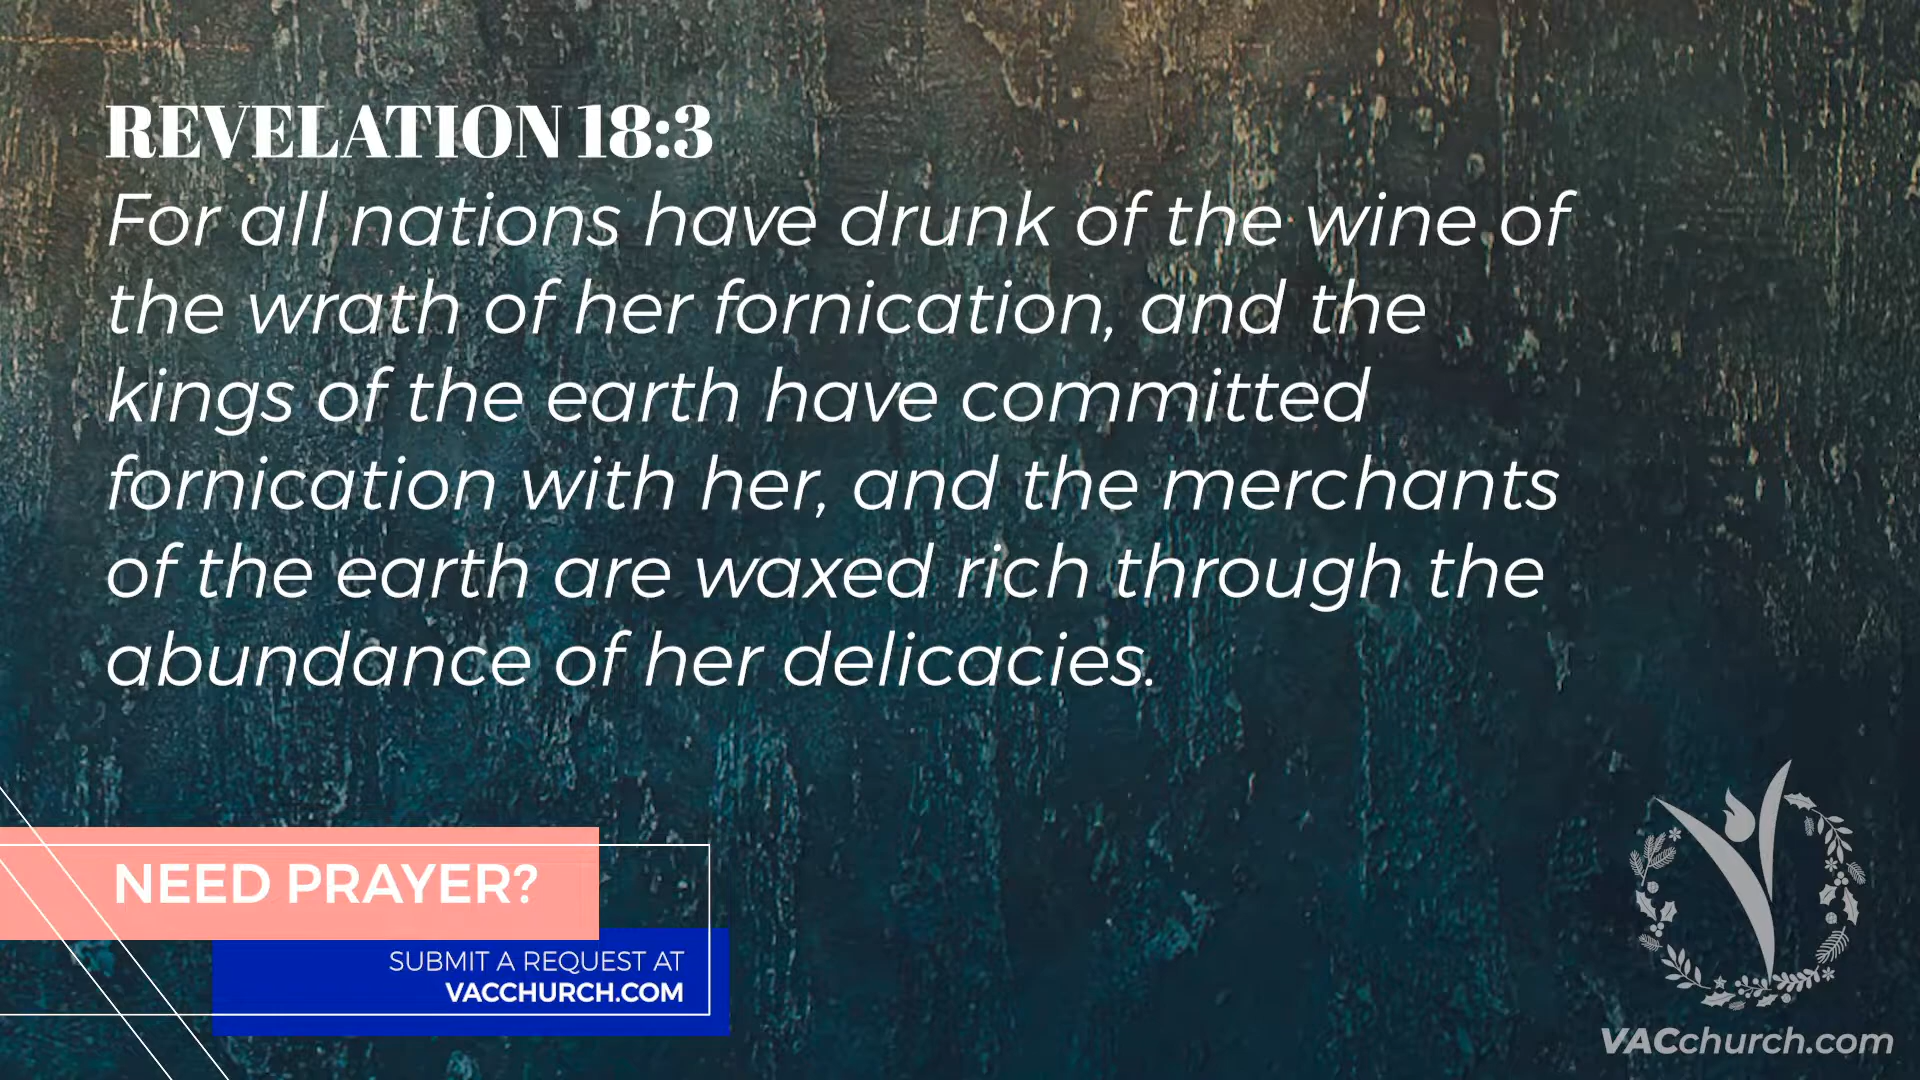 REVELATION 18:3
For all nations have drunk of the wine of
the wrath of her fornication, and the
kings of the earth have committed
fornication with her, and the merchants
of the earth are waxed rich through the
abundance of her delicacies.
NEED PRAYER?
SUBMIT A REQUEST AT
VACCHURCH.COM
VACchurch.com